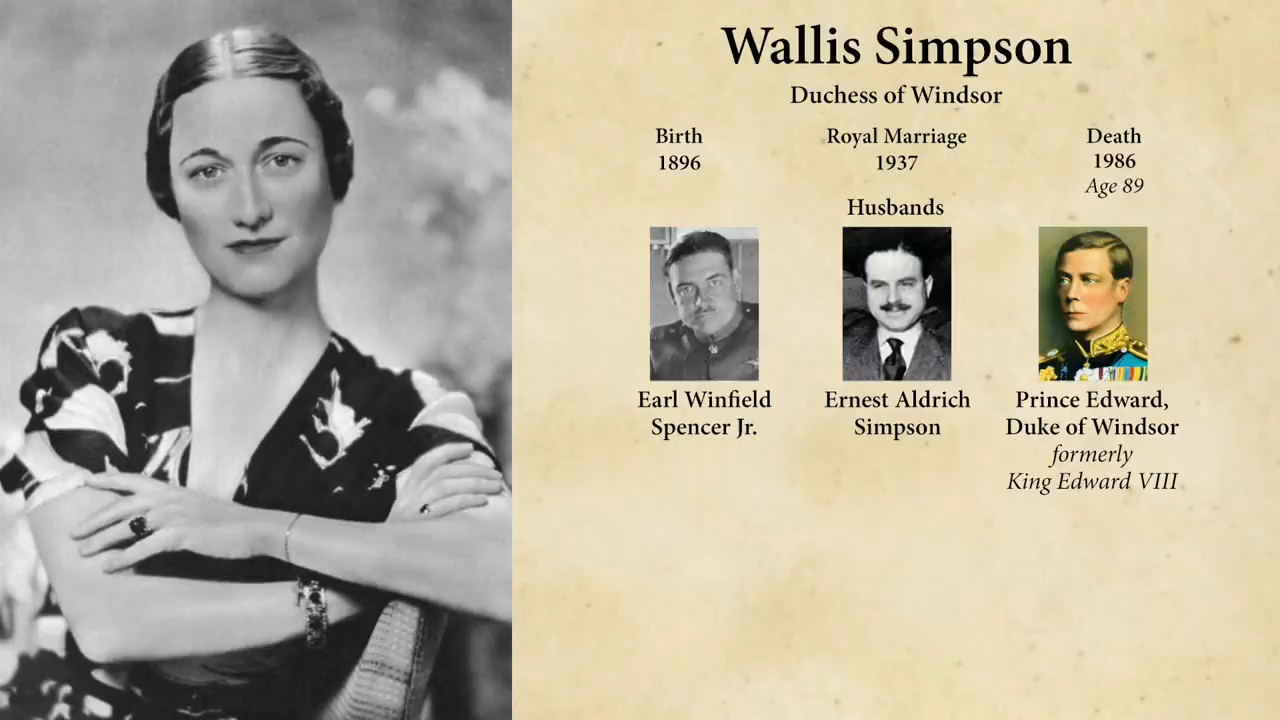 Wallis Simpson
Duchess of Windsor
Birth
1896
Royal Marriage
1937
Death
1986
Age 89
Husbands
Earl Winfield
Spencer Jr.
Ernest Aldrich
Simpson
Prince Edward,
Duke of Windsor
formerly
King Edward VIII